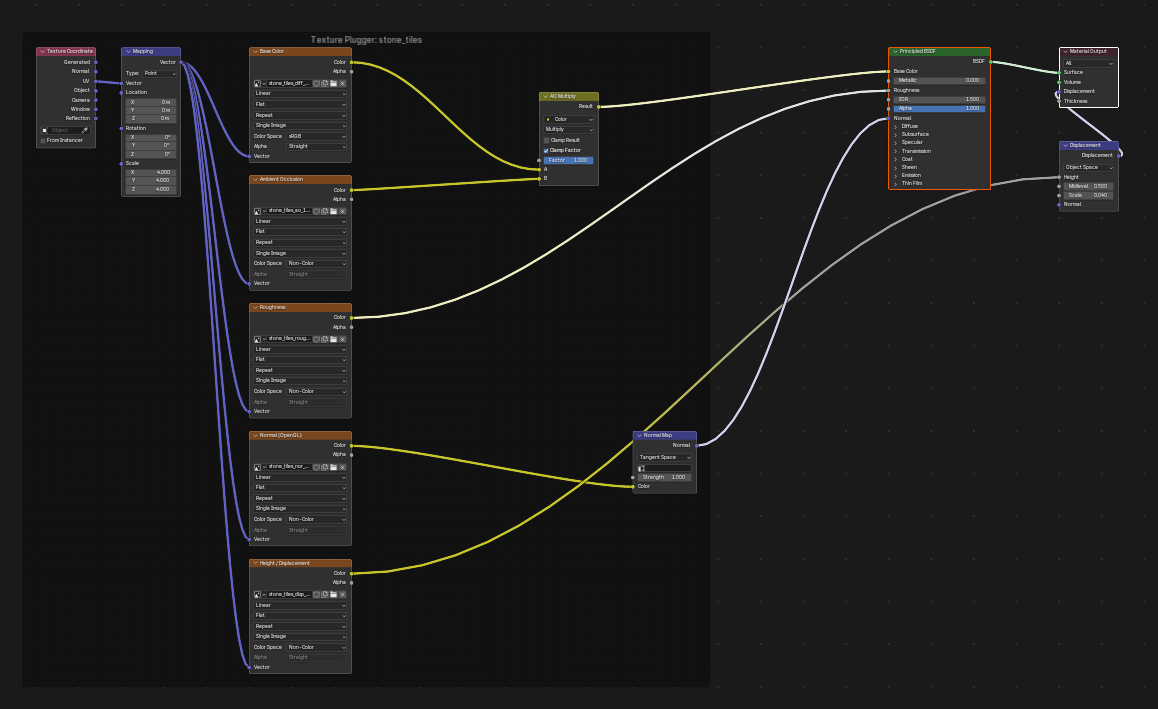 Texture Plugger: stone_tiles
Texture Coordinate
Generated
Normal
UV
Object
Camera
Window
Reflection
Object
From Instancer
Mapping
Vector
Type: Point
Vector
Location
X 0 m
Y 0 m
Z 0 m
Rotation
X 0°
Y 0°
Z 0°
Scale
X 4.000
Y 4.000
Z 4.000
Base Color
Color
Alpha
stone_tiles_diff_...
Linear
Flat
Repeat
Single Image
Color Space sRGB
Alpha Straight
Vector
Ambient Occlusion
Color
Alpha
stone_tiles_ao_1...
Linear
Flat
Repeat
Single Image
Color Space Non-Color
Alpha Straight
Vector
Roughness
Color
Alpha
stone_tiles_roug...
Linear
Flat
Repeat
Single Image
Color Space Non-Color
Alpha Straight
Vector
Normal (OpenGL)
Color
Alpha
stone_tiles_nor_...
Linear
Flat
Repeat
Single Image
Color Space Non-Color
Alpha Straight
Vector
Height / Displacement
Color
Alpha
stone_tiles_disp_...
Linear
Flat
Repeat
Single Image
Color Space Non-Color
Alpha Straight
Vector
AO Multiply
Result
Color
Multiply
Clamp Result
Clamp Factor
Factor 1.000
A
B
Normal Map
Normal
Tangent Space
Strength 1.000
Color
Principled BSDF
BSDF
Base Color
Metallic 0.000
Roughness
IOR 1.500
Alpha 1.000
Normal
Diffuse
Subsurface
Specular
Transmission
Coat
Sheen
Emission
Thin Film
Material Output
All
Surface
Volume
Displacement
Thickness
Displacement
Displacement
Object Space
Height
Midlevel 0.500
Scale 0.040
Normal